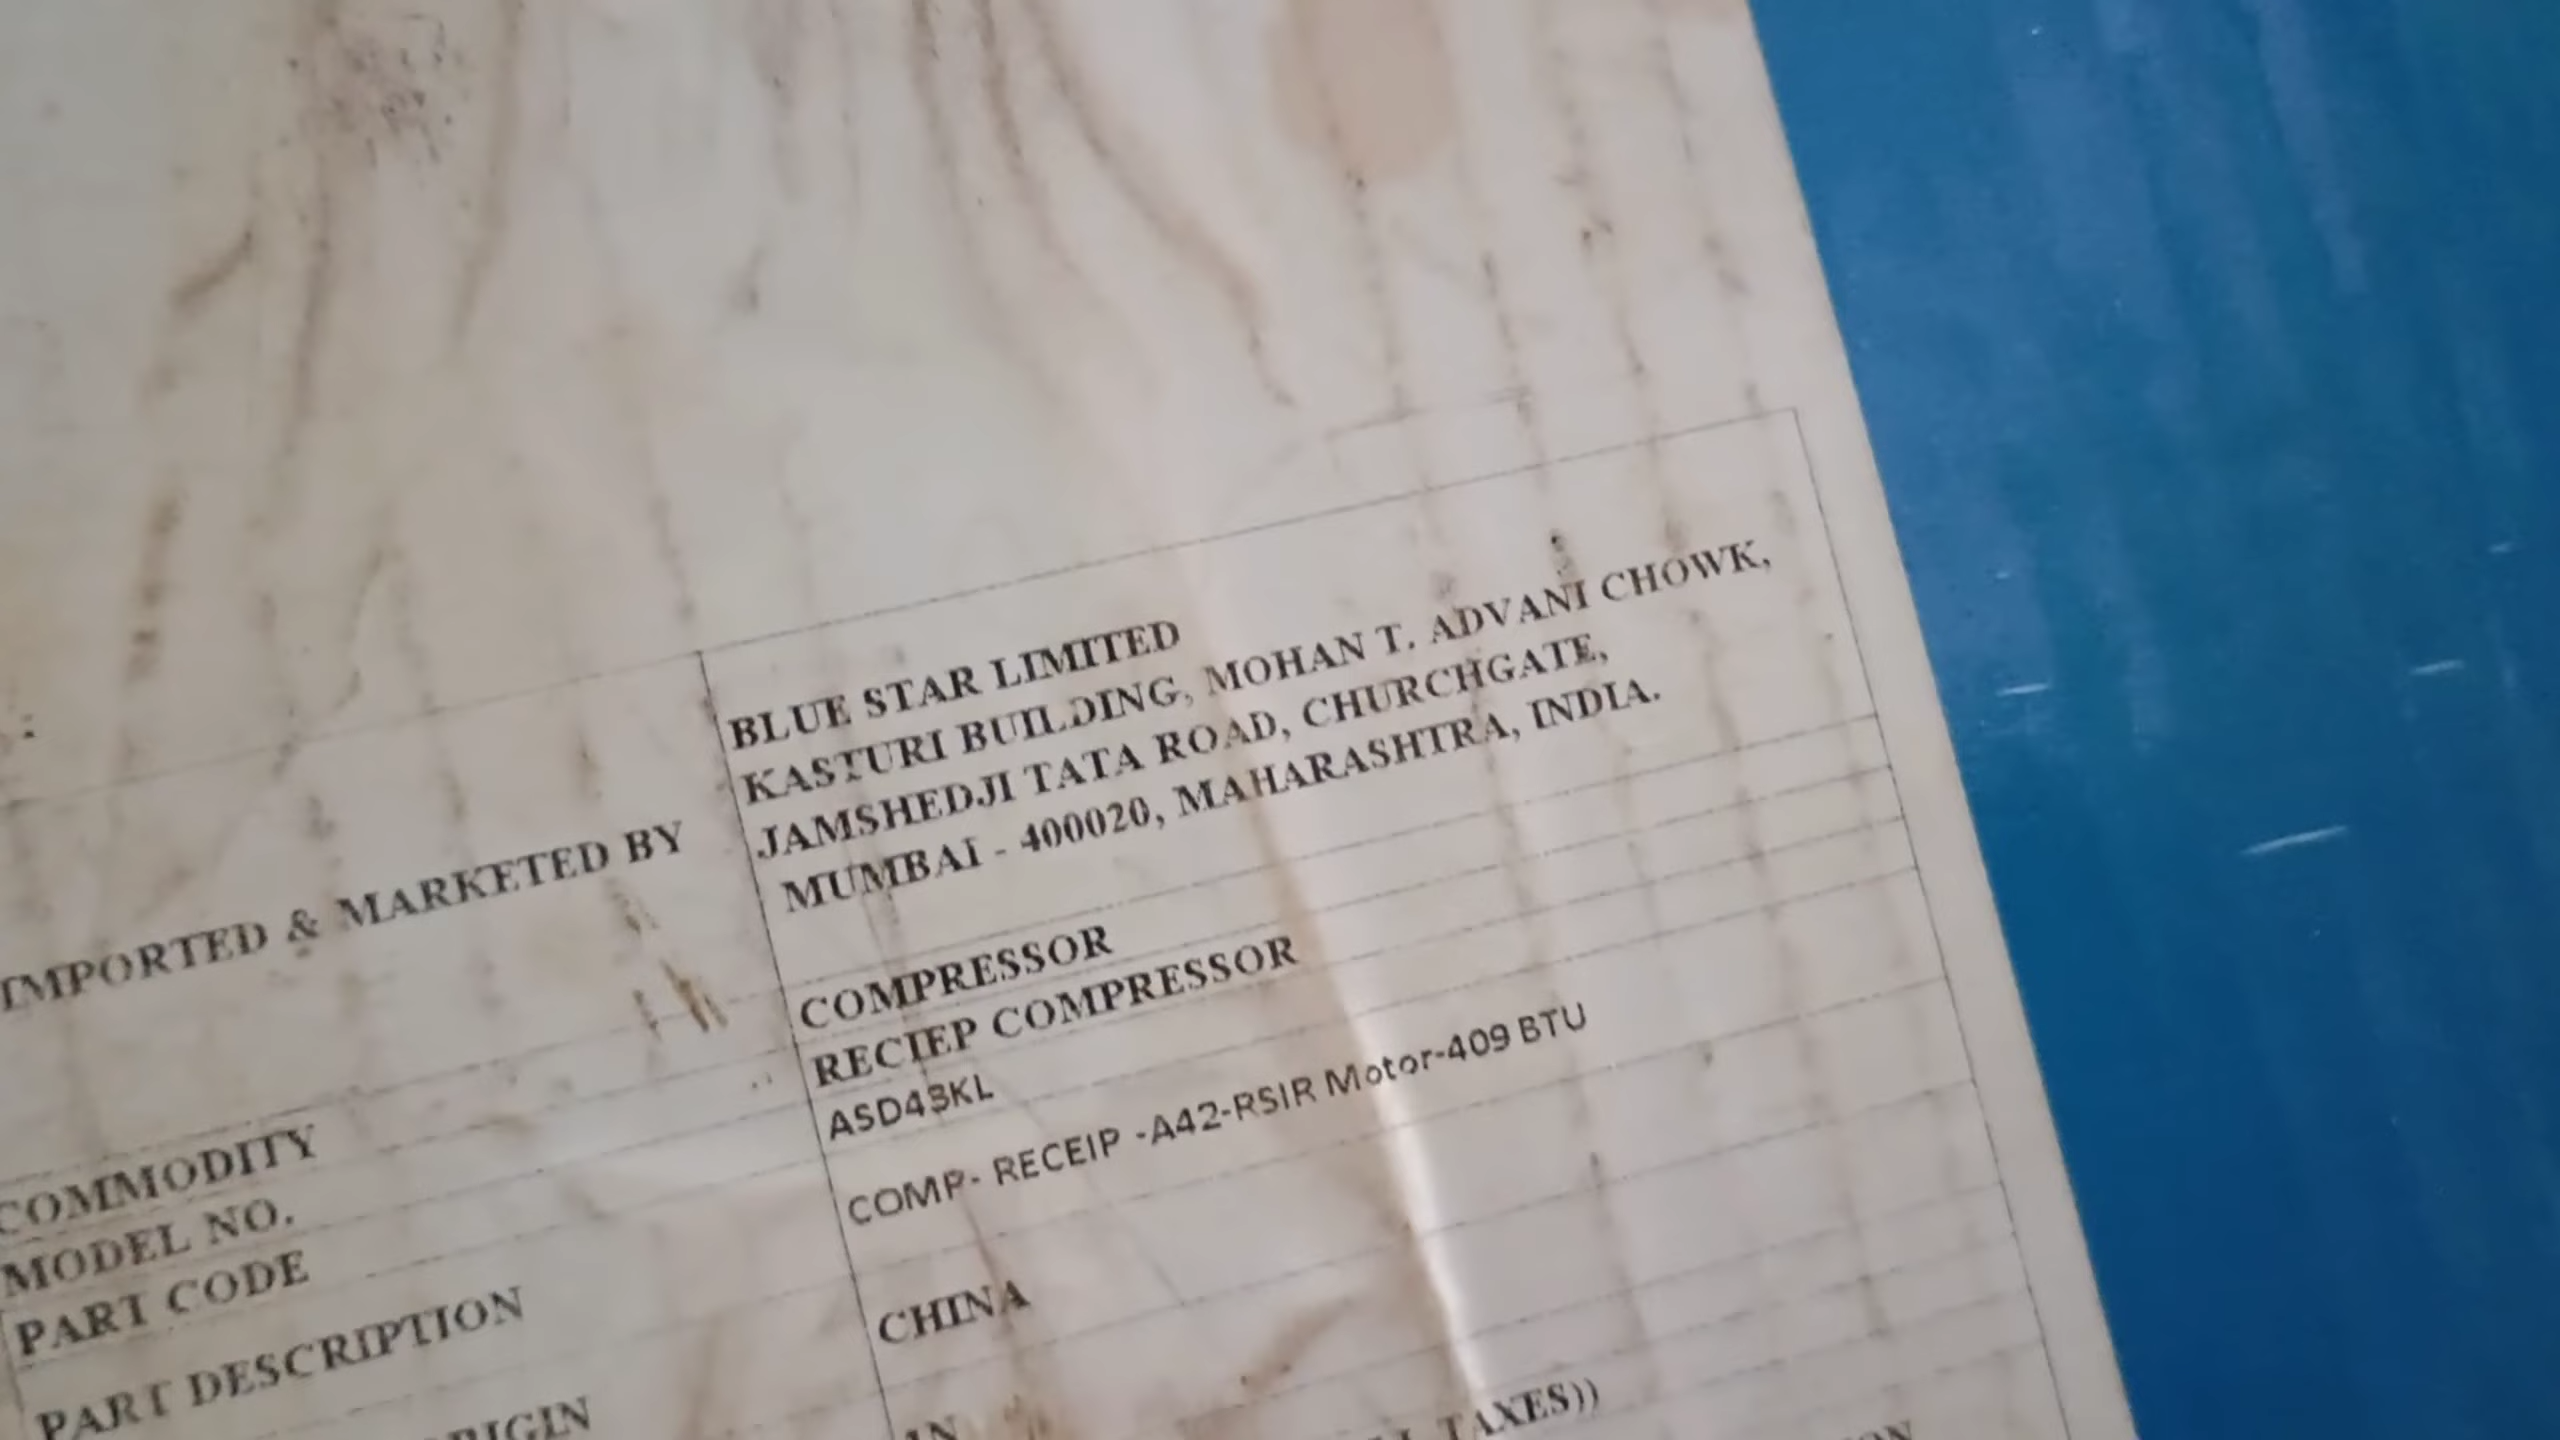 BLUE STAR LIMITED
KASTURI BUILDING, MOHAN T. ADVANI CHOWK,
JAMSHEDJI TATA ROAD, CHURCHGATE,
MUMBAI - 400020, MAHARASHTRA, INDIA.
IMPORTED & MARKETED BY
COMMODITY
COMPRESSOR
MODEL NO.
RECIEP COMPRESSOR
PART CODE
ASD43KL
PART DESCRIPTION
COMP- RECEIP -A42-RSIR Motor-409 BTU
CHINA
TAXES))